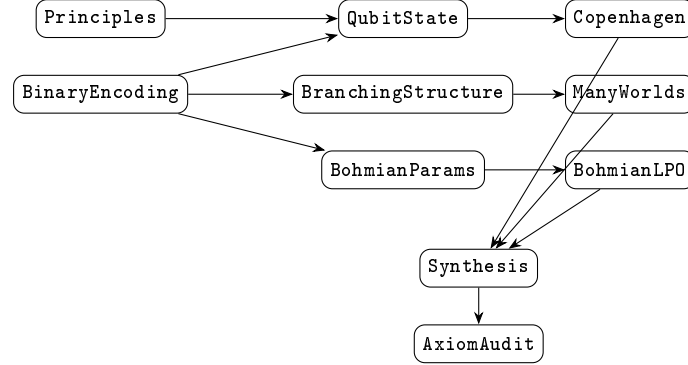 Principles
QubitState
Copenhagen
BinaryEncoding
BranchingStructure
ManyWorlds
BohmianParams
BohmianLPO
Synthesis
AxiomAudit